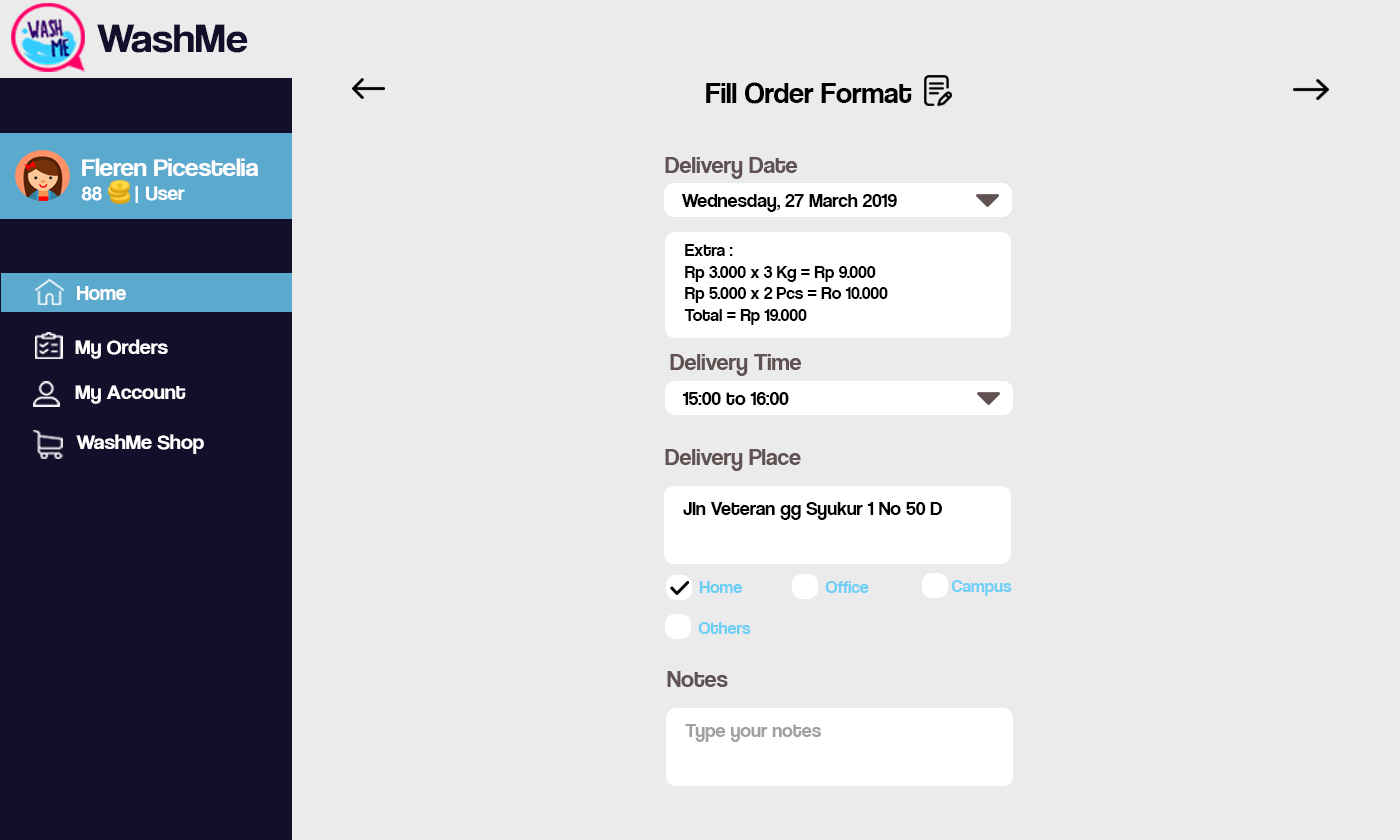 WASH
ME
WashMe
Fleren Picestelia
88 | User
Home
My Orders
My Account
WashMe Shop
Fill Order Format
Delivery Date
Wednesday, 27 March 2019
Extra :
Rp 3.000 x 3 Kg = Rp 9.000
Rp 5.000 x 2 Pcs = Ro 10.000
Total = Rp 19.000
Delivery Time
15:00 to 16:00
Delivery Place
Jln Veteran gg Syukur 1 No 50 D
Home Office Campus
Others
Notes
Type your notes